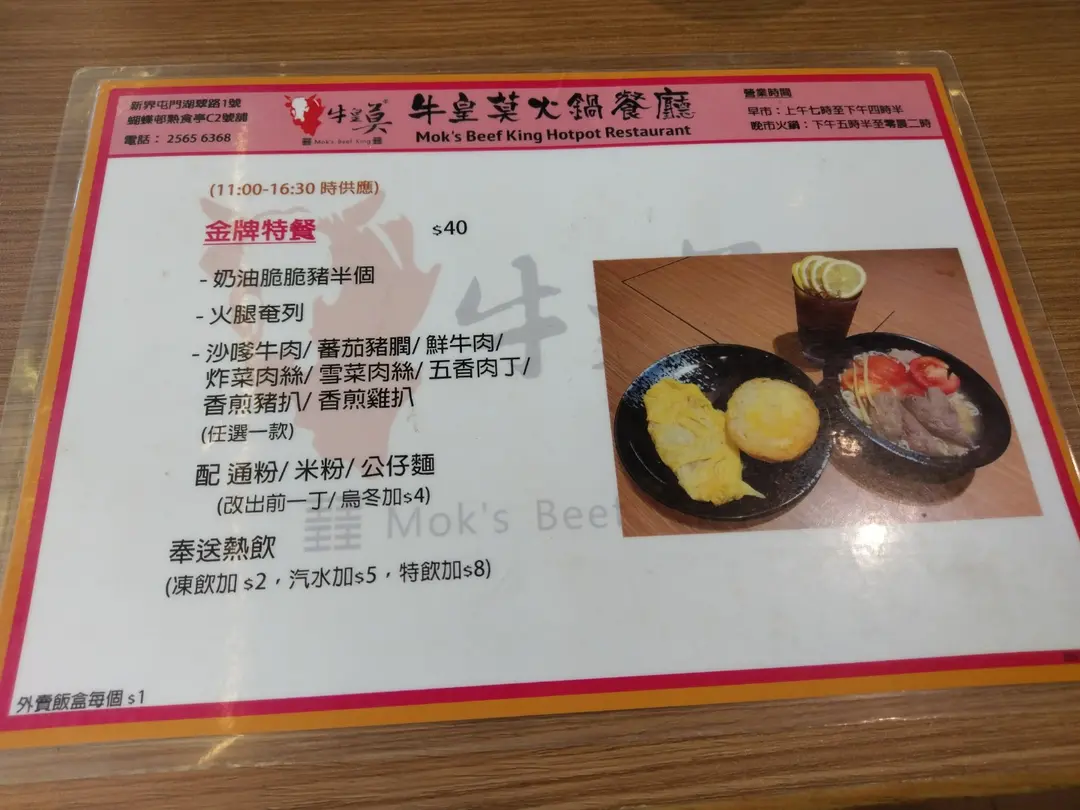 新界屯門湖翠路1號
蝴蝶邨熟食亭C2號舖
電話： 2565 6368
牛皇莫
Mok's Beef King
牛皇莫火鍋餐廳
Mok's Beef King Hotpot Restaurant
營業時間
早市：上午七時至下午四時半
晚市火鍋：下午五時半至零晨二時
(11:00-16:30 時供應)
金牌特餐 $40
- 奶油脆脆豬半個
- 火腿奄列
- 沙嗲牛肉/ 蕃茄豬膶/ 鮮牛肉/
炸菜肉絲/ 雪菜肉絲/ 五香肉丁/
香煎豬扒/ 香煎雞扒
(任選一款)
配 通粉/ 米粉/ 公仔麵
(改出前一丁/ 烏冬加$4)
Mok's Beef
奉送熱飲
(凍飲加 $2，汽水加$5，特飲加$8)
外賣飯盒每個 $1